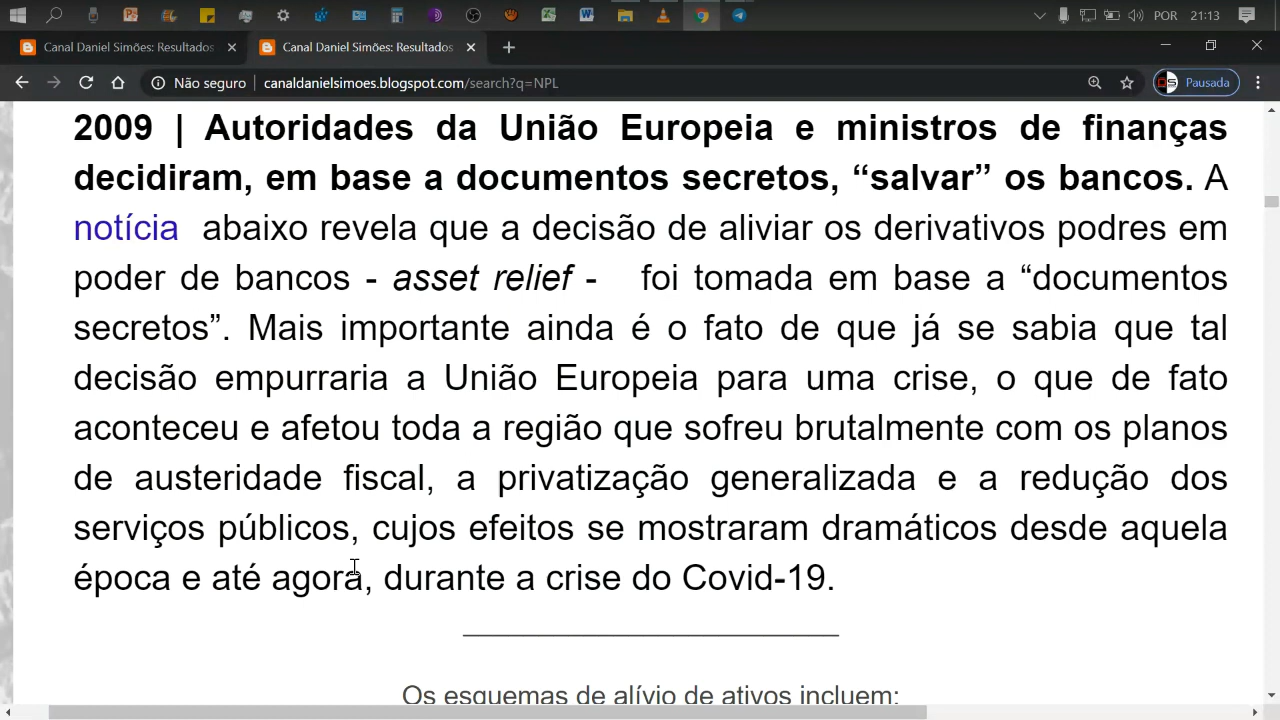 POR 21:13
Canal Daniel Simões: Resultados
Canal Daniel Simões: Resultados
Não seguro canaldanielsimoes.blogspot.com/search?q=NPL Pausada
2009 | Autoridades da União Europeia e ministros de finanças
decidiram, em base a documentos secretos, “salvar” os bancos. A
notícia abaixo revela que a decisão de aliviar os derivativos podres em
poder de bancos - asset relief - foi tomada em base a “documentos
secretos”. Mais importante ainda é o fato de que já se sabia que tal
decisão empurraria a União Europeia para uma crise, o que de fato
aconteceu e afetou toda a região que sofreu brutalmente com os planos
de austeridade fiscal, a privatização generalizada e a redução dos
serviços públicos, cujos efeitos se mostraram dramáticos desde aquela
época e até agora, durante a crise do Covid-19.
Os esquemas de alívio de ativos incluem: